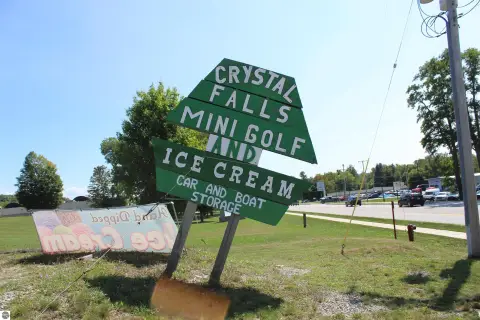 CRYSTAL
FALLS
MINI GOLF
AND
ICE CREAM
CAR AND BOAT
STORAGE
Hand Dipped
Ice Cream